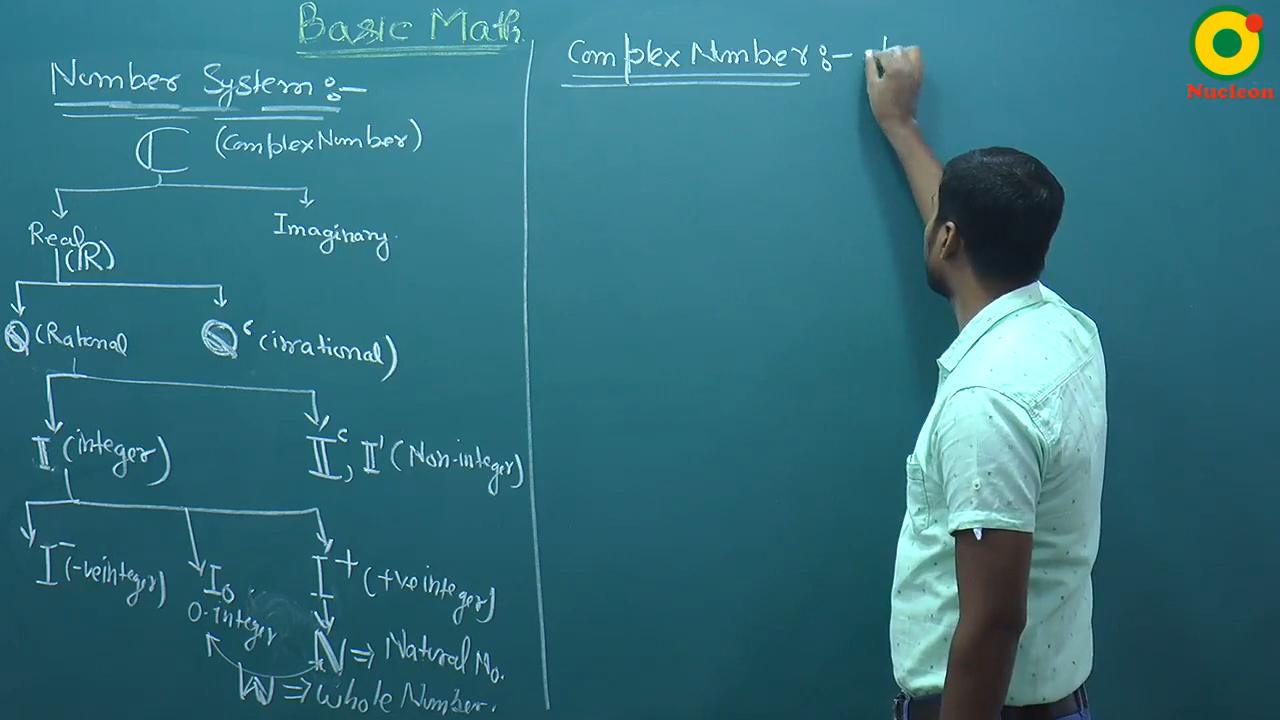 Basic Math
Number System :-
ℂ (Complex Number)
Real (IR)
Imaginary
Q (Rational
Q^c (irrational)
I (integer)
I^c, I' (Non-integer)
I^- (-ve integer)
I_0
0-integer
I^+ (+ve integer)
N => Natural No.
W => Whole Number.
Complex Number :-
Nucleon